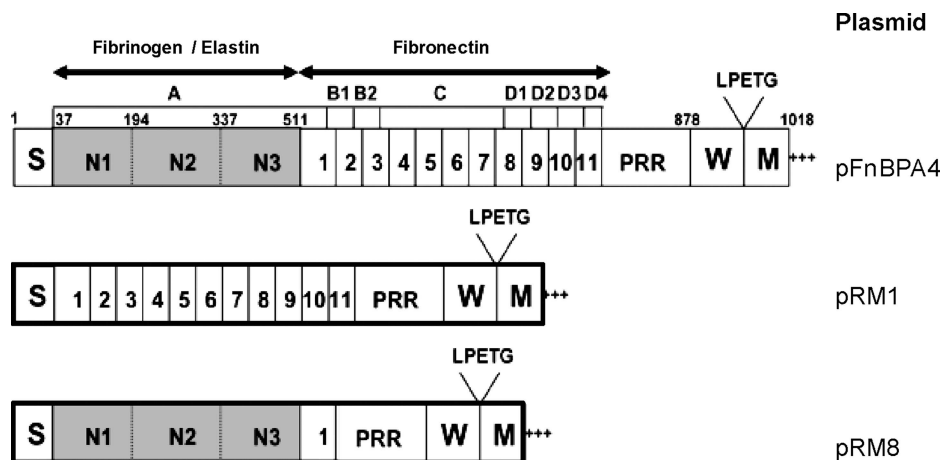 Plasmid
Fibrinogen / Elastin Fibronectin
LPETG
A B1 B2 C D1 D2 D3 D4
1 37 194 337 511 878 1018
S N1 N2 N3 1 2 3 4 5 6 7 8 9 10 11 PRR W M +++ pFnBPA4
LPETG
S 1 2 3 4 5 6 7 8 9 10 11 PRR W M +++ pRM1
LPETG
S N1 N2 N3 1 PRR W M +++ pRM8